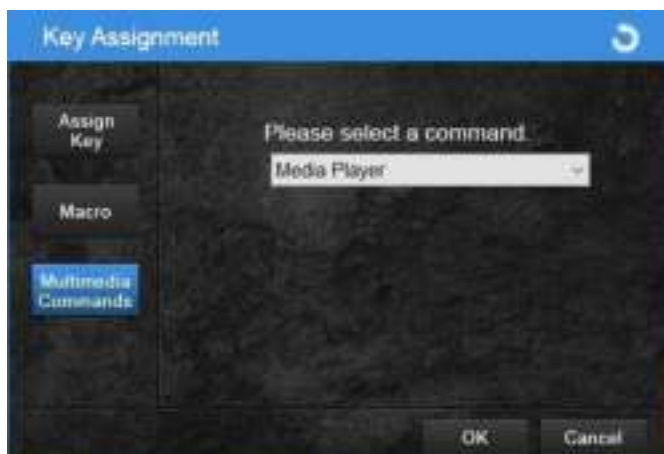 Key Assignment
Assign
Key
Please select a command.
Media Player
Macro
Multimedia
Commands
OK
Cancel